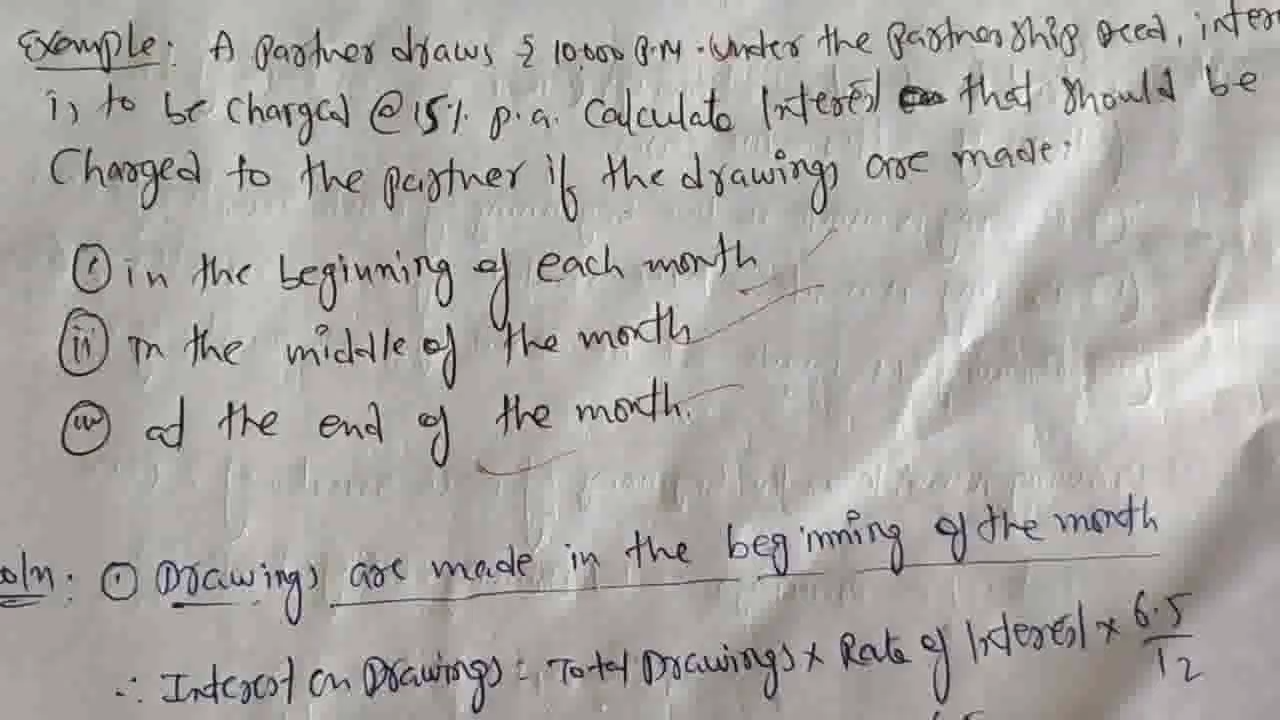 Example: A Partner draws ₹ 10,000 P.M. Under the Partnership Deed, inter
is to be charged @ 15% p.a. Calculate Interest that should be
Charged to the partner if the drawings are made:
(i) in the beginning of each month
(ii) in the middle of the month
(iii) at the end of the month.
oln: (i) Drawings are made in the beginning of the month
∴ Interest on Drawings = Total Drawings × Rate of Interest × 6.5/12